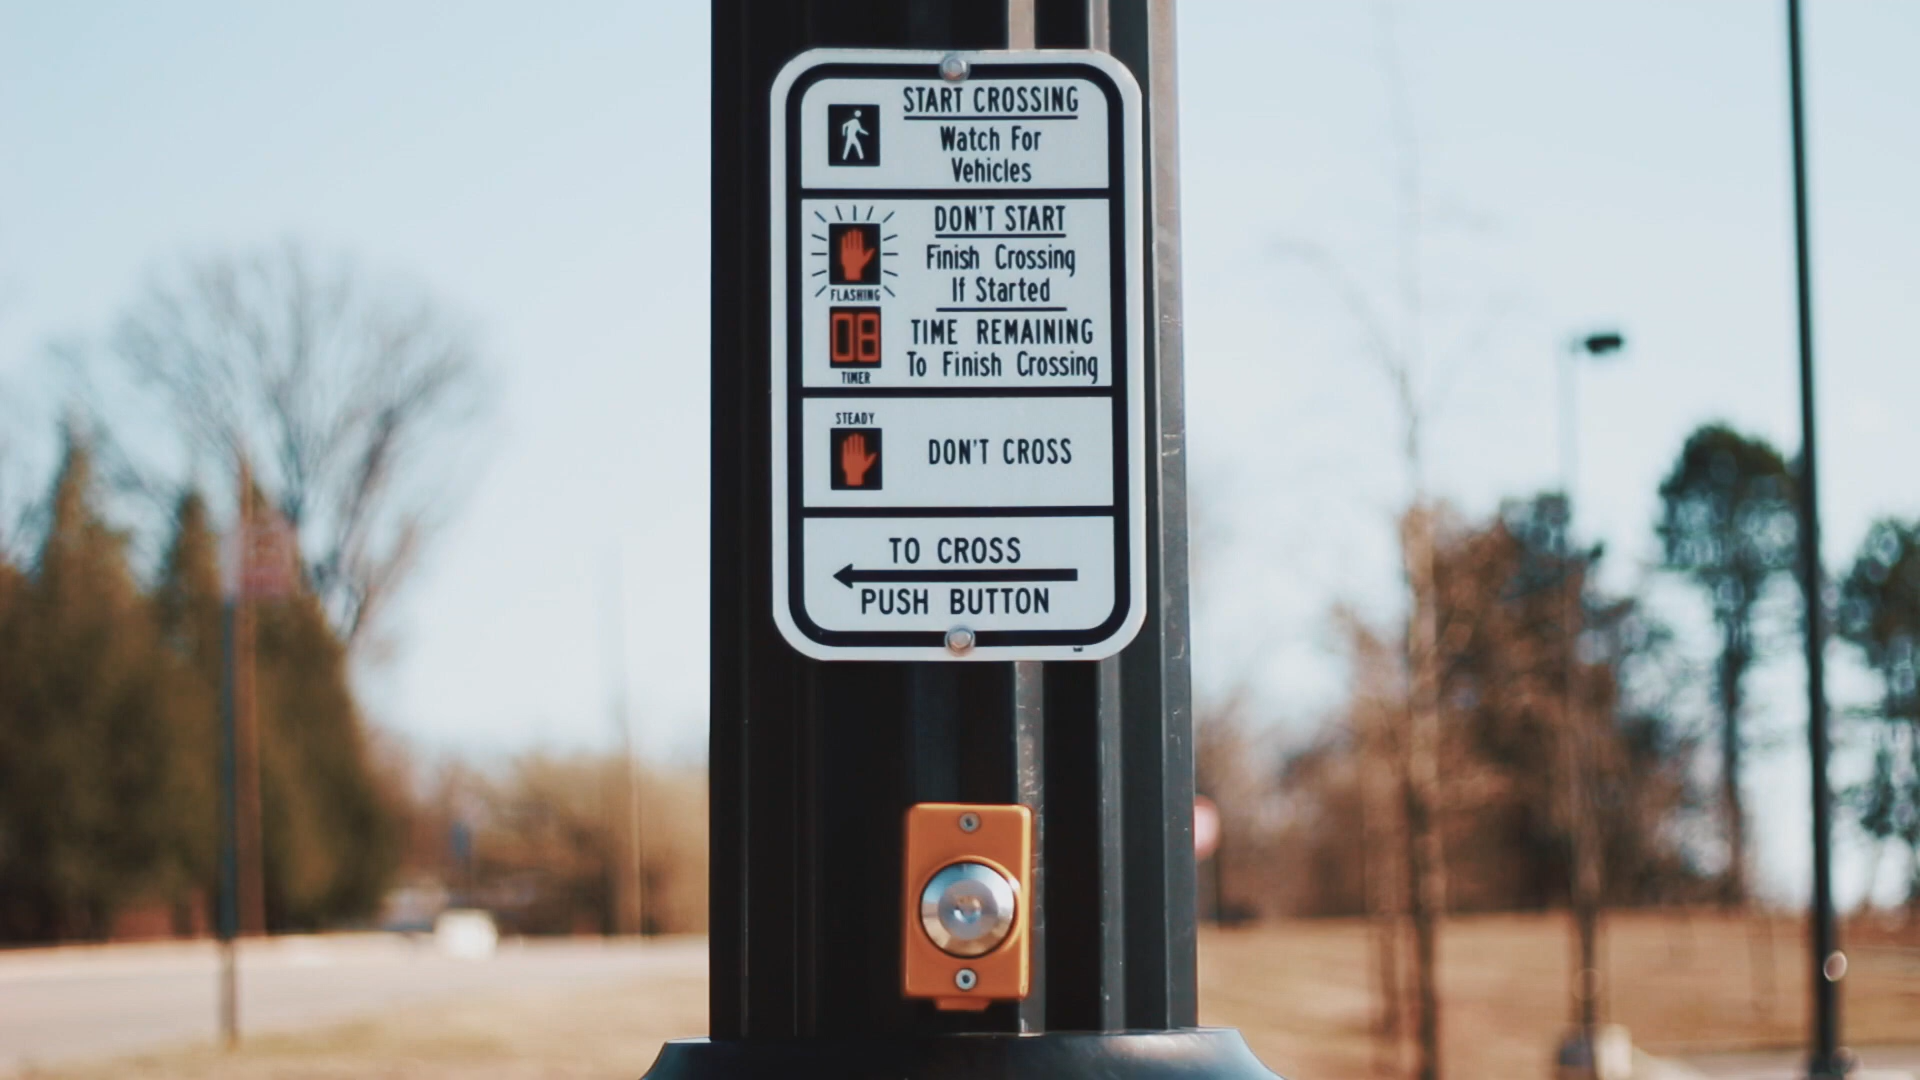 START CROSSING
Watch For
Vehicles
DON'T START
Finish Crossing
If Started
FLASHING
08
TIME REMAINING
To Finish Crossing
TIMER
STEADY
DON'T CROSS
TO CROSS
PUSH BUTTON